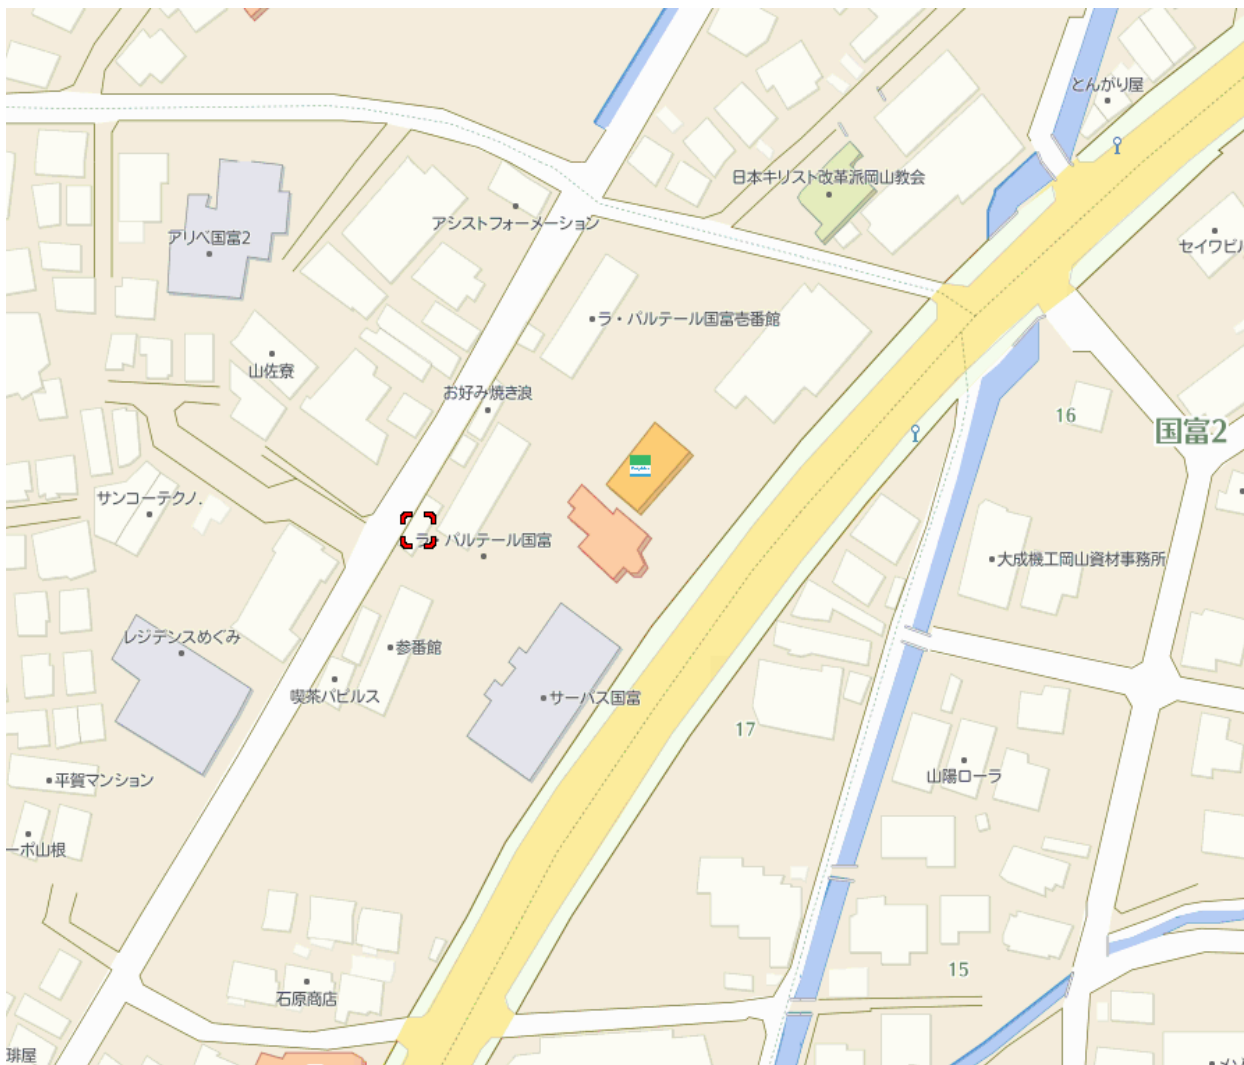 とんがり屋
日本キリスト改革派岡山教会
アシストフォーメーション
アリベ国富2
セイワビル
ラ・パルテール国富壱番館
山佐寮
お好み焼き浪
16
国富2
サンコーテクノ.
ラ・パルテール国富
大成機工岡山資材事務所
レジデンスめぐみ
参番館
喫茶パピルス
サーパス国富
17
平賀マンション
山陽ローラ
ーポ山根
15
石原商店
琲屋